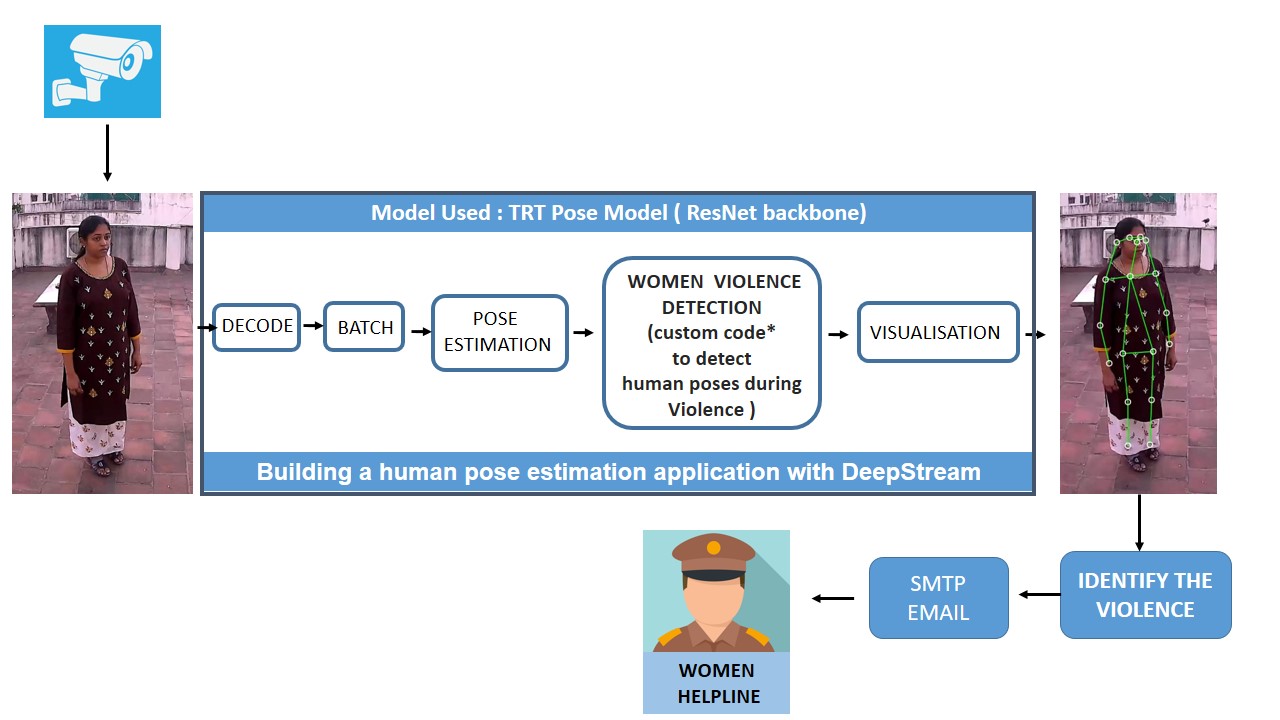 Model Used : TRT Pose Model ( ResNet backbone)
DECODE
BATCH
POSE
ESTIMATION
WOMEN VIOLENCE
DETECTION
(custom code*
to detect
human poses during
Violence )
VISUALISATION
Building a human pose estimation application with DeepStream
IDENTIFY THE
VIOLENCE
SMTP
EMAIL
WOMEN
HELPLINE